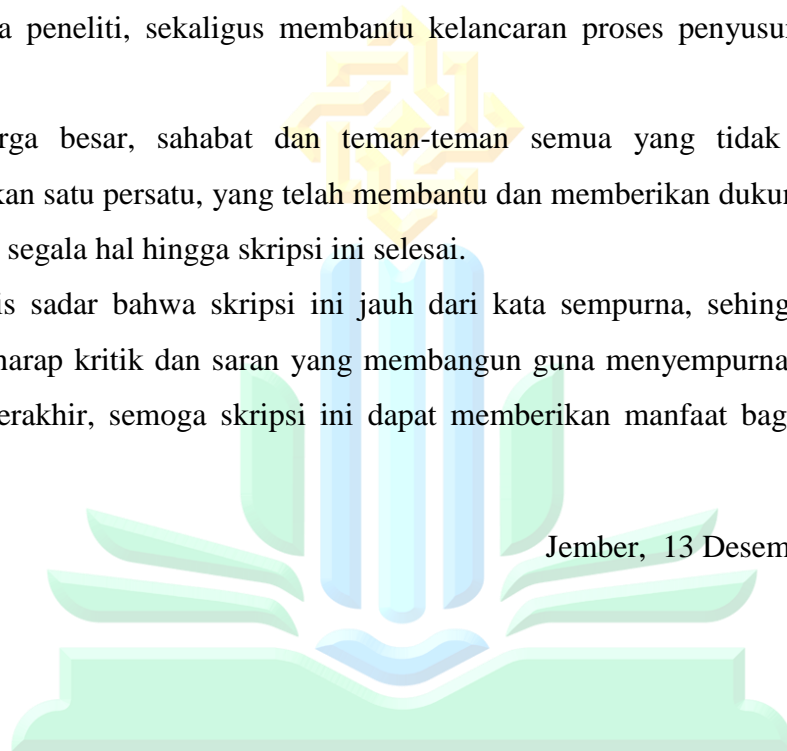 a peneliti, sekaligus membantu kelancaran proses penyusu
rga besar, sahabat dan teman-teman semua yang tidak
kan satu persatu, yang telah membantu dan memberikan duku
segala hal hingga skripsi ini selesai.
is sadar bahwa skripsi ini jauh dari kata sempurna, sehing
harap kritik dan saran yang membangun guna menyempurna
erakhir, semoga skripsi ini dapat memberikan manfaat bag
Jember, 13 Desem